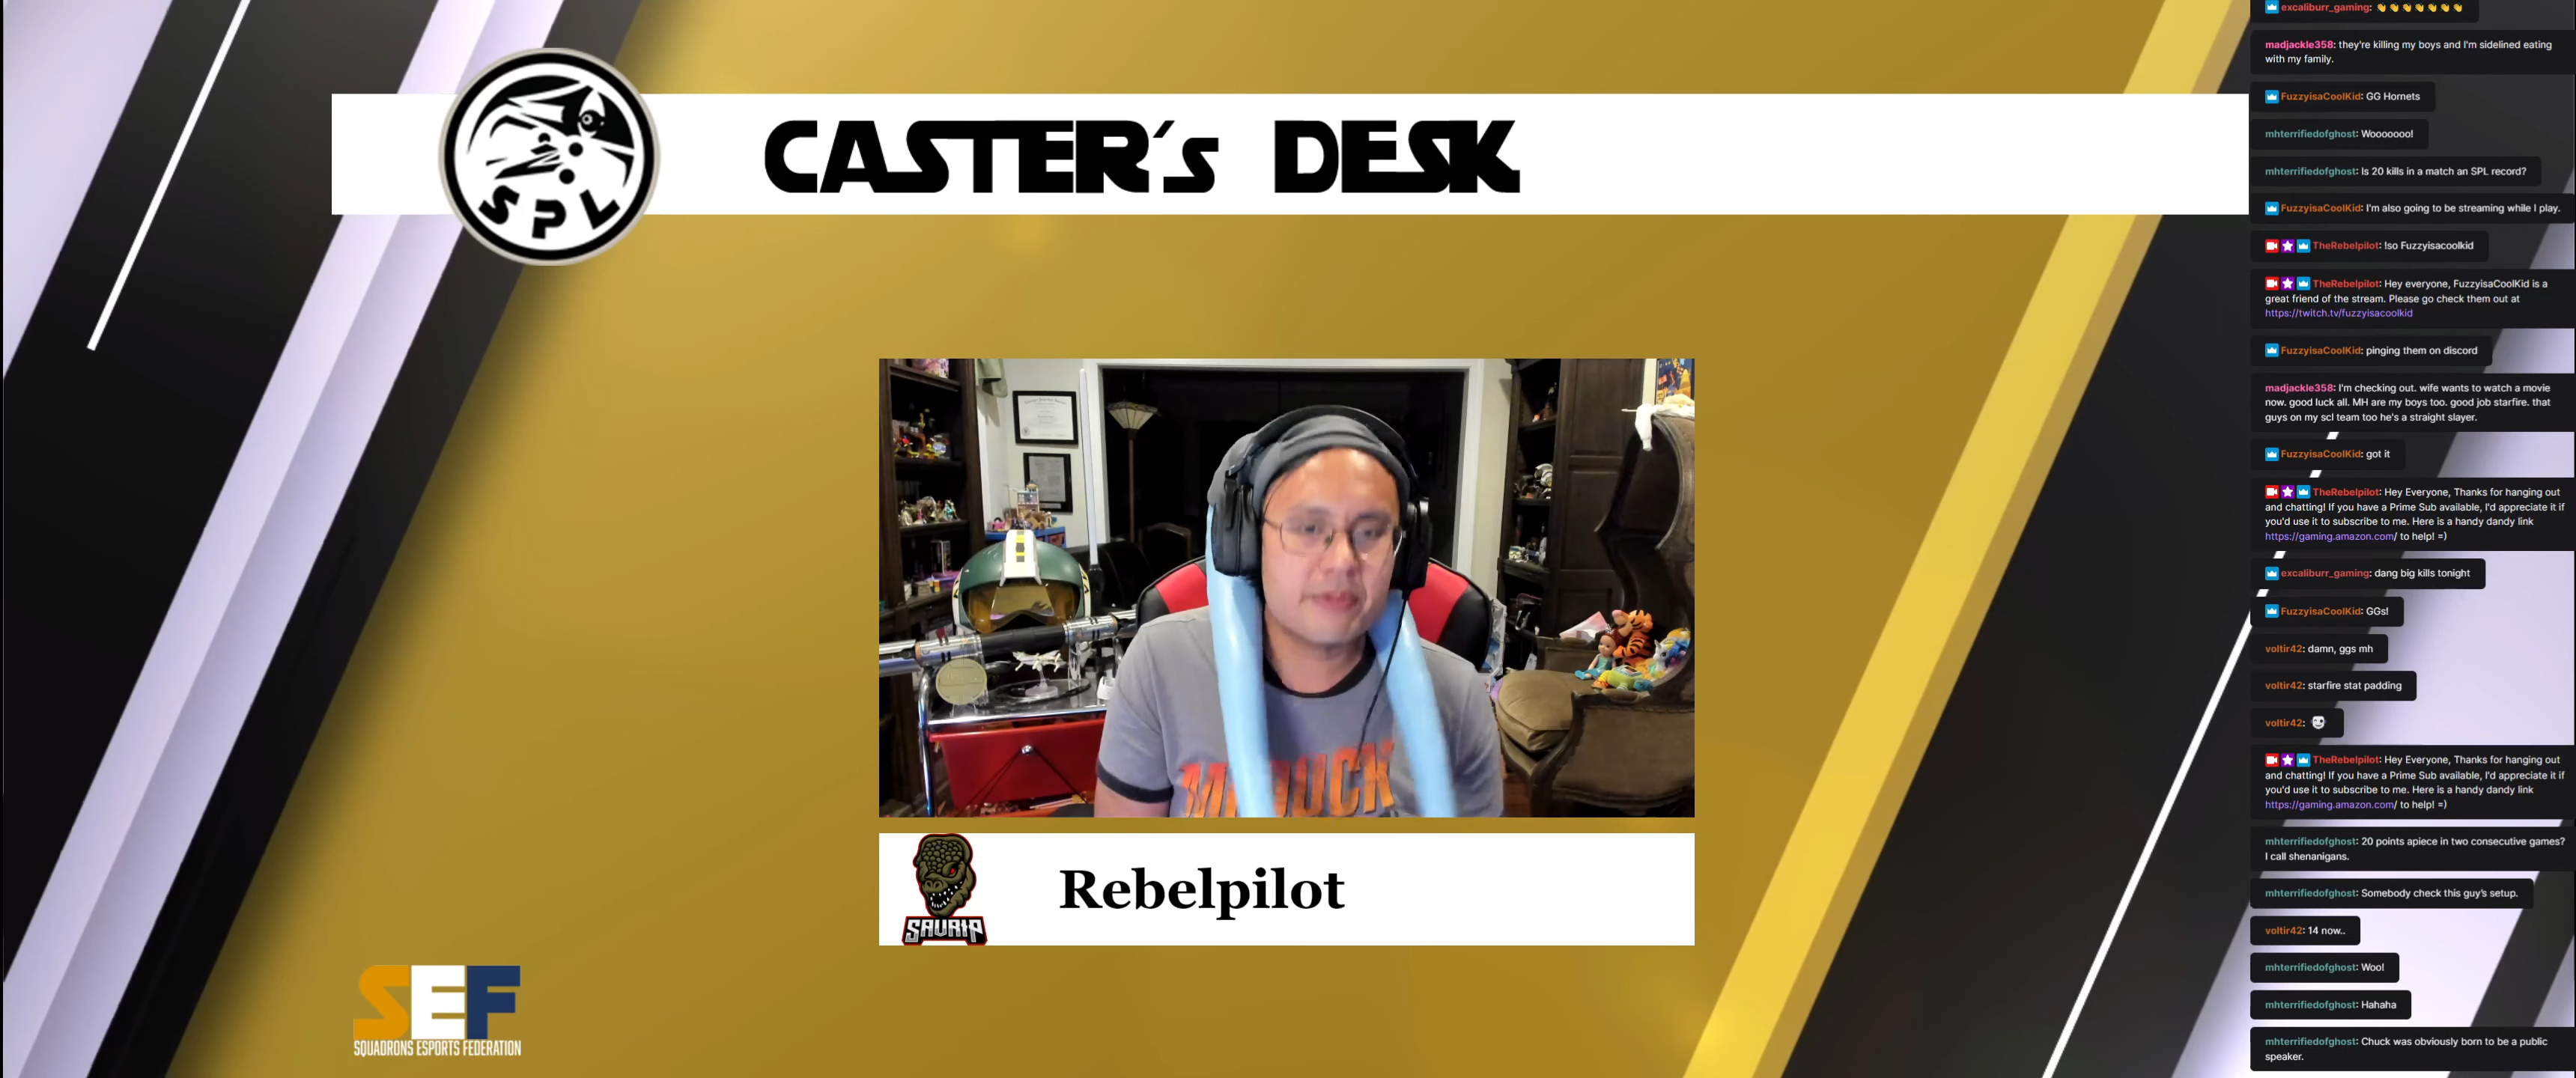 SPL
CASTER's DESK
MR DUCK
SAURIP
Rebelpilot
SEF
SQUADRONS ESPORTS FEDERATION
excaliburr_gaming: 👏👏👏👏👏👏👏
madjackle358: they're killing my boys and I'm sidelined eating
with my family.
FuzzyisaCoolKid: GG Hornets
mhterrifiedofghost: Wooooooo!
mhterrifiedofghost: Is 20 kills in a match an SPL record?
FuzzyisaCoolKid: I'm also going to be streaming while I play.
TheRebelpilot: !so Fuzzyisacoolkid
TheRebelpilot: Hey everyone, FuzzyisaCoolKid is a
great friend of the stream. Please go check them out at
https://twitch.tv/fuzzyisacoolkid
FuzzyisaCoolKid: pinging them on discord
madjackle358: I'm checking out. wife wants to watch a movie
now. good luck all. MH are my boys too. good job starfire. that
guys on my scl team too he's a straight slayer.
FuzzyisaCoolKid: got it
TheRebelpilot: Hey Everyone, Thanks for hanging out
and chatting! If you have a Prime Sub available, I'd appreciate it if
you'd use it to subscribe to me. Here is a handy dandy link
https://gaming.amazon.com/ to help! =)
excaliburr_gaming: dang big kills tonight
FuzzyisaCoolKid: GGs!
voltir42: damn, ggs mh
voltir42: starfire stat padding
voltir42:
TheRebelpilot: Hey Everyone, Thanks for hanging out
and chatting! If you have a Prime Sub available, I'd appreciate it if
you'd use it to subscribe to me. Here is a handy dandy link
https://gaming.amazon.com/ to help! =)
mhterrifiedofghost: 20 points apiece in two consecutive games?
I call shenanigans.
mhterrifiedofghost: Somebody check this guy's setup.
voltir42: 14 now..
mhterrifiedofghost: Woo!
mhterrifiedofghost: Hahaha
mhterrifiedofghost: Chuck was obviously born to be a public
speaker.